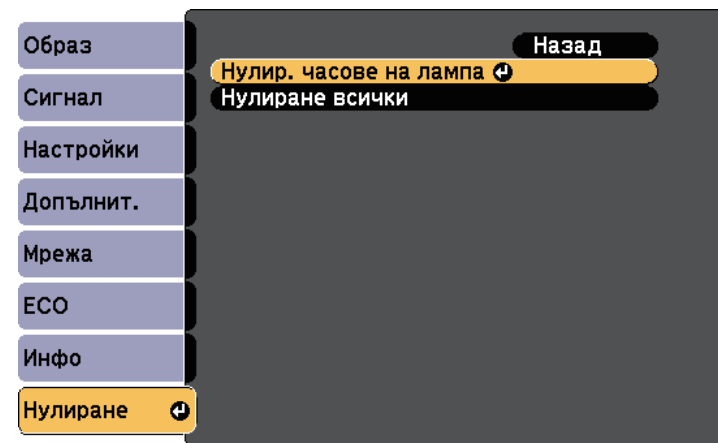 Образ
Сигнал
Настройки
Допълнит.
Мрежа
ECO
Инфо
Нулиране
Назад
Нулир. часове на лампа
Нулиране всички